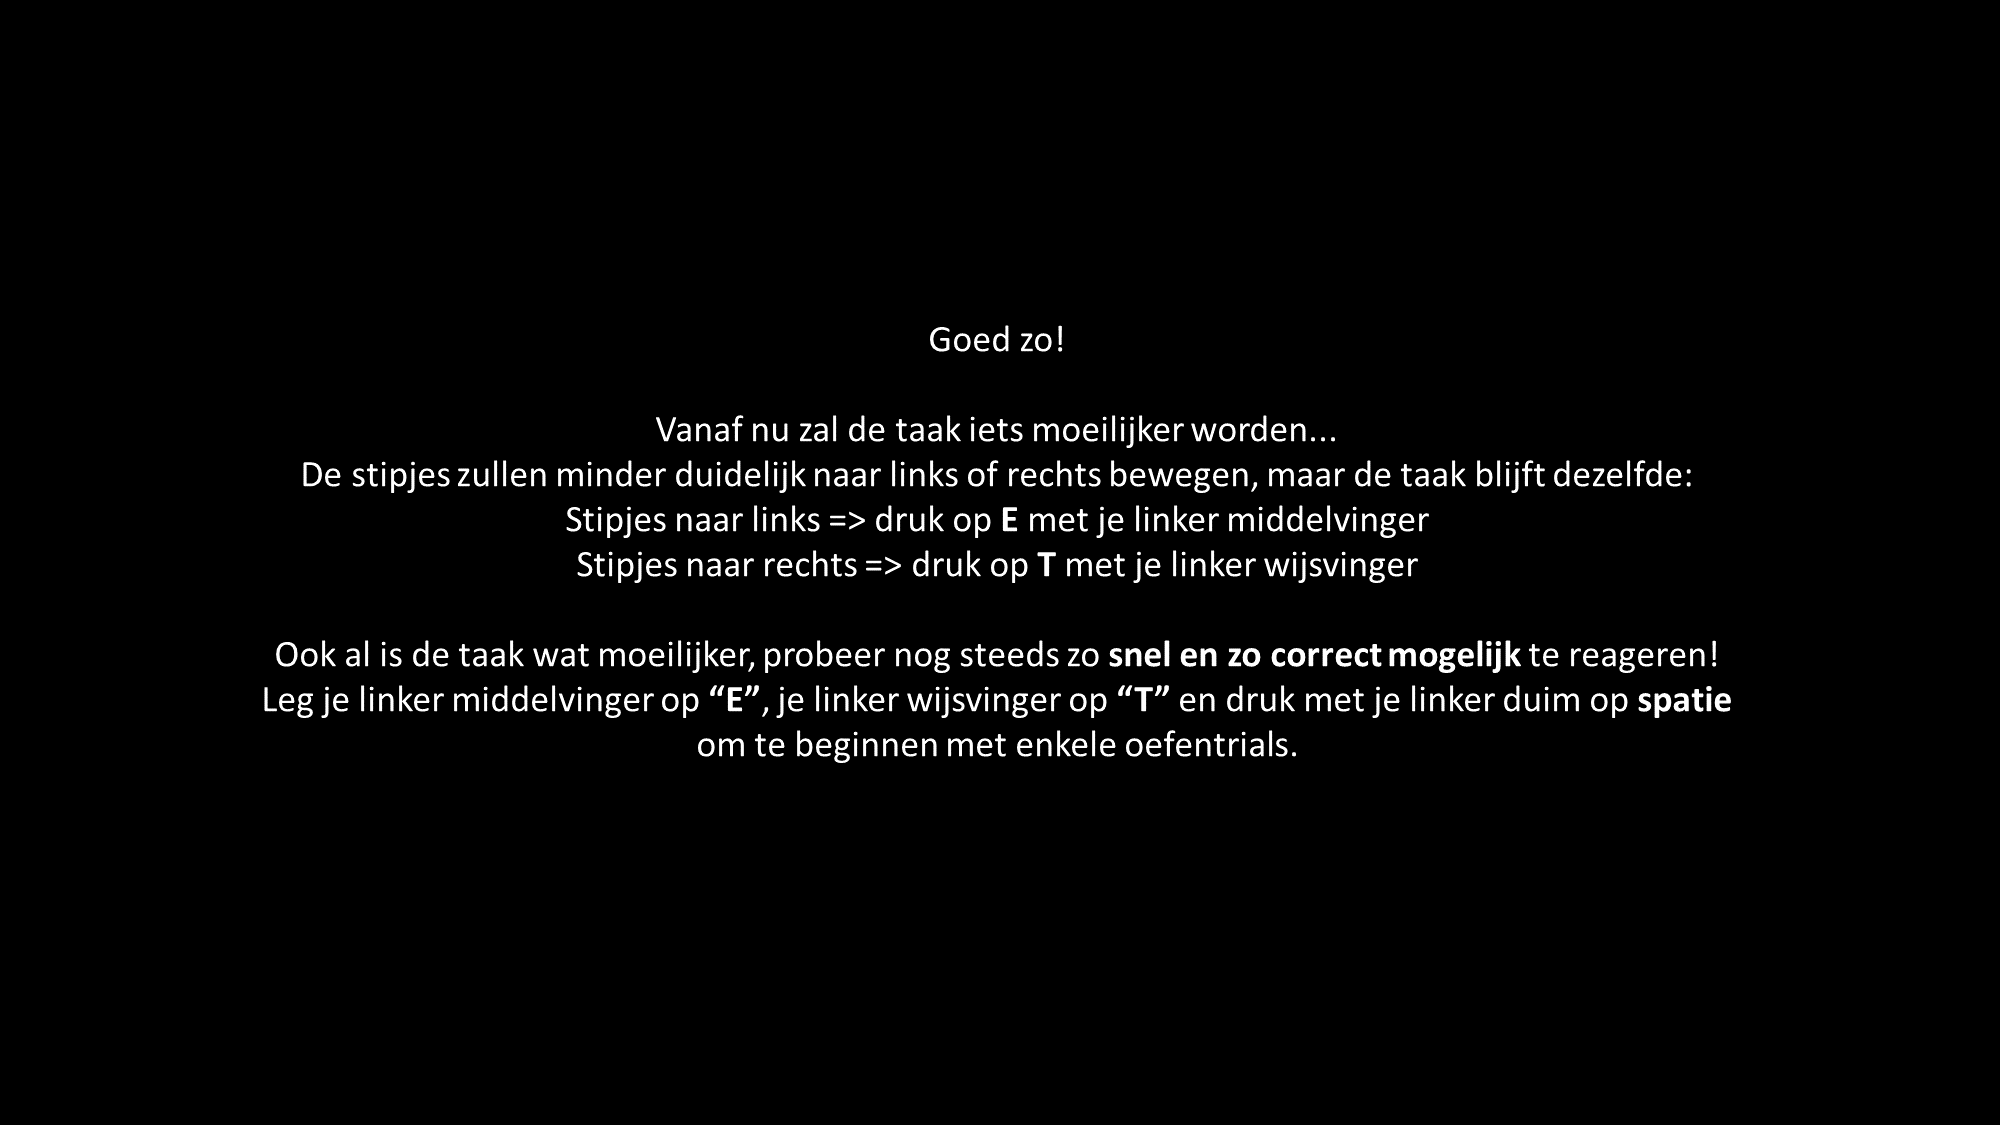 Goed zo!
Vanaf nu zal de taak iets moeilijker worden...
De stipjes zullen minder duidelijk naar links of rechts bewegen, maar de taak blijft dezelfde:
Stipjes naar links => druk op E met je linker middelvinger
Stipjes naar rechts => druk op T met je linker wijsvinger
Ook al is de taak wat moeilijker, probeer nog steeds zo snel en zo correct mogelijk te reageren!
Leg je linker middelvinger op “E”, je linker wijsvinger op “T” en druk met je linker duim op spatie
om te beginnen met enkele oefentrials.